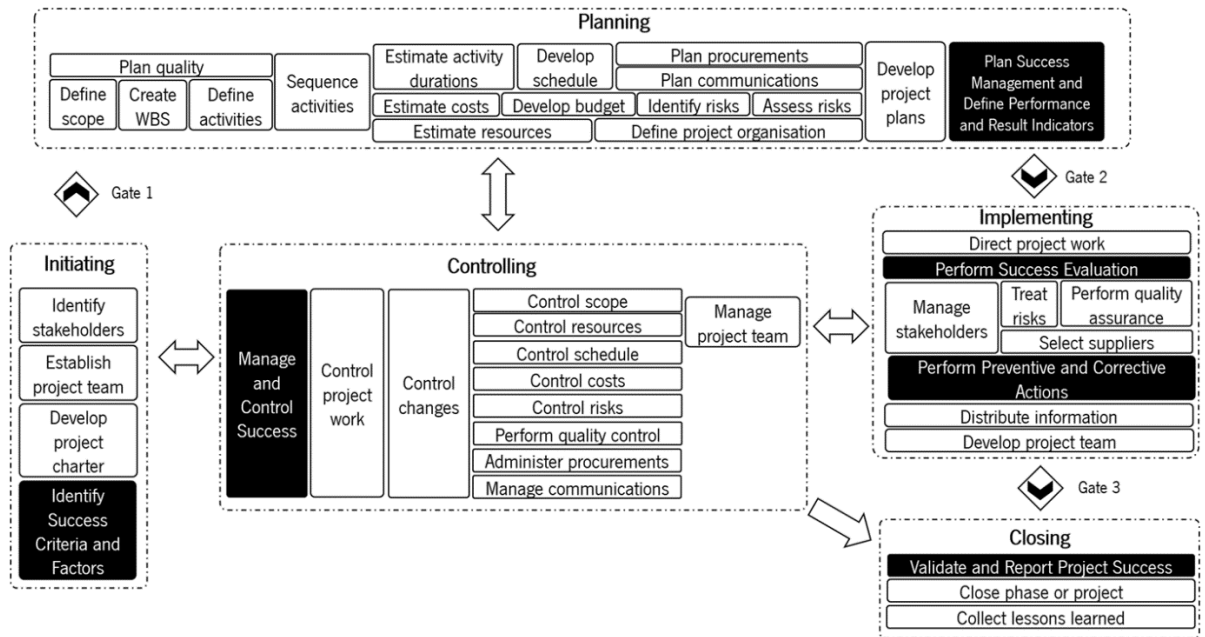 Planning
Plan quality
Define
scope
Create
WBS
Define
activities
Sequence
activities
Estimate activity
durations
Develop
schedule
Plan procurements
Plan communications
Estimate costs
Develop budget
Identify risks
Assess risks
Estimate resources
Define project organisation
Develop
project
plans
Plan Success
Management and
Define Performance
and Result Indicators
Gate 1
Gate 2
Initiating
Identify
stakeholders
Establish
project team
Develop
project
charter
Identify
Success
Criteria and
Factors
Controlling
Manage
and
Control
Success
Control
project
work
Control
changes
Control scope
Control resources
Control schedule
Control costs
Control risks
Perform quality control
Administer procurements
Manage communications
Manage
project team
Implementing
Direct project work
Perform Success Evaluation
Manage
stakeholders
Treat
risks
Perform quality
assurance
Select suppliers
Perform Preventive and Corrective
Actions
Distribute information
Develop project team
Gate 3
Closing
Validate and Report Project Success
Close phase or project
Collect lessons learned